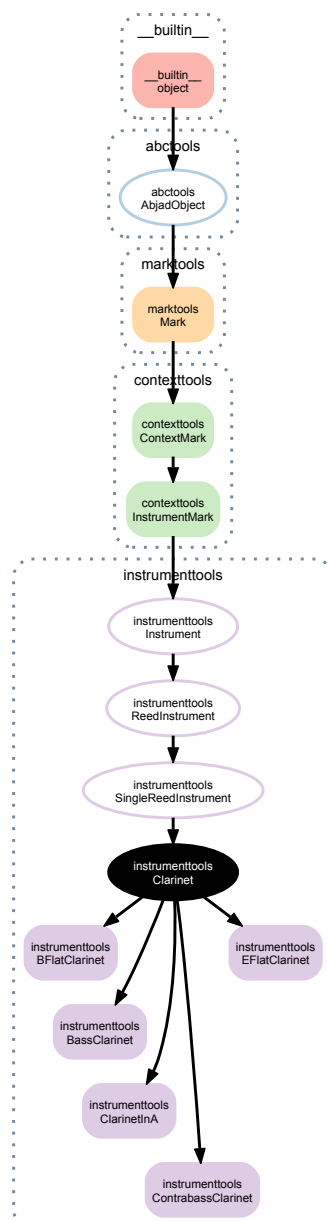 __builtin__
__builtin__
object
abctools
abctools
AbjadObject
marktools
marktools
Mark
contexttools
contexttools
ContextMark
contexttools
InstrumentMark
instrumenttools
instrumenttools
Instrument
instrumenttools
ReedInstrument
instrumenttools
SingleReedInstrument
instrumenttools
Clarinet
instrumenttools
BFlatClarinet
instrumenttools
EFlatClarinet
instrumenttools
BassClarinet
instrumenttools
ClarinetInA
instrumenttools
ContrabassClarinet